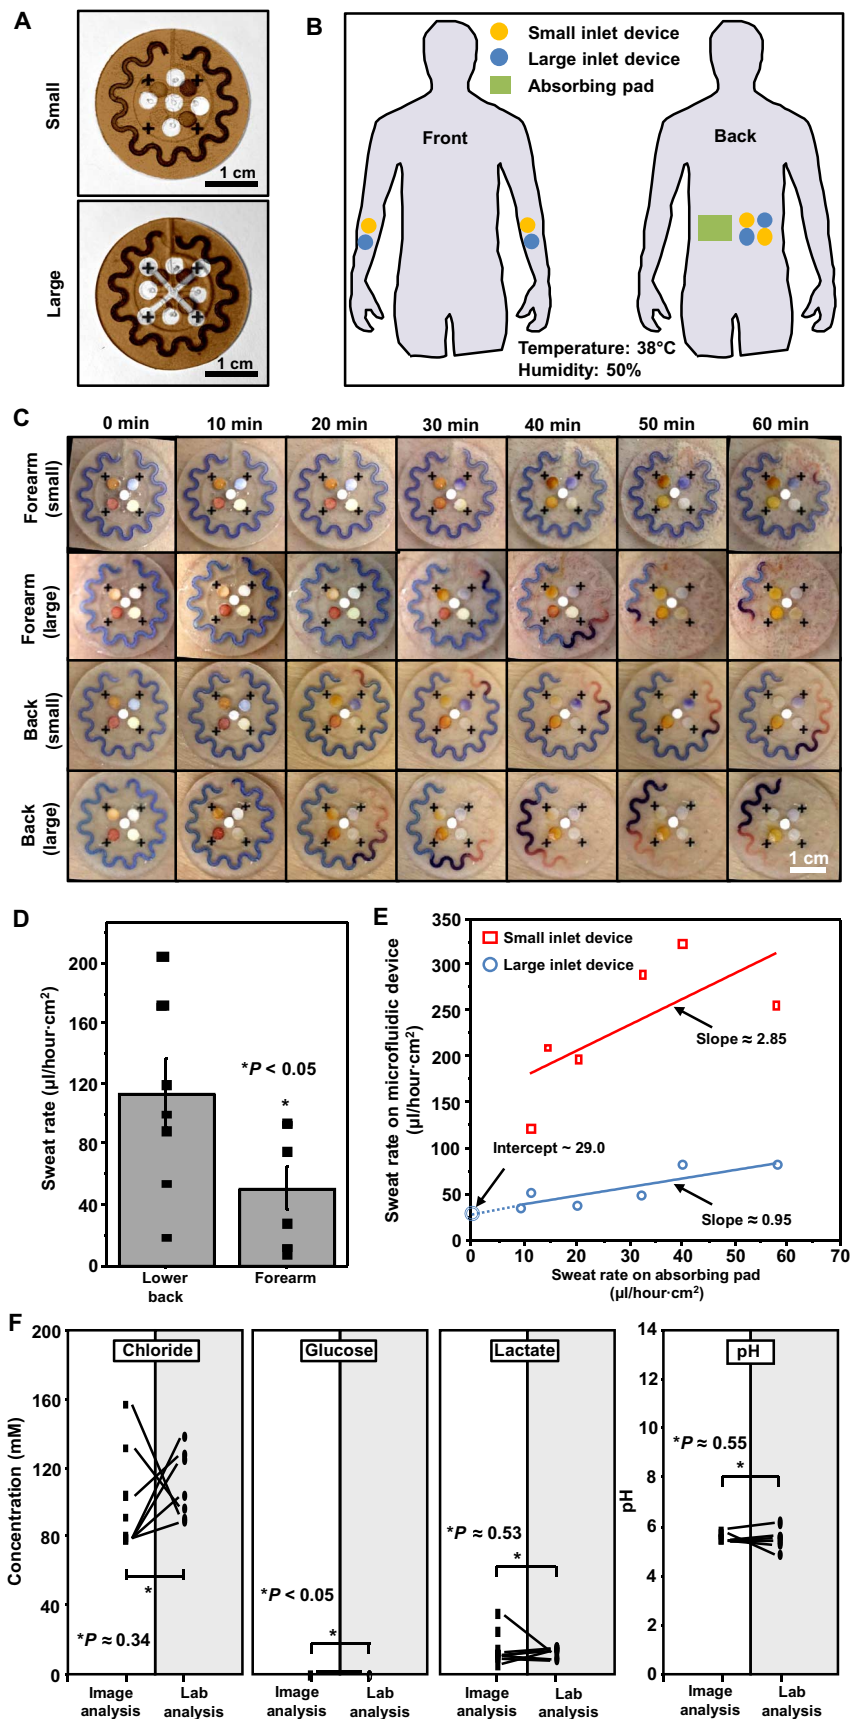 A
Small
1 cm
Large
1 cm
B
Small inlet device
Large inlet device
Absorbing pad
Front
Back
Temperature: 38°C
Humidity: 50%
C
0 min 10 min 20 min 30 min 40 min 50 min 60 min
Forearm
(small)
Forearm
(large)
Back
(small)
Back
(large)
1 cm
D
Sweat rate (µl/hour·cm²)
200
160
120
80
40
0
*P < 0.05
*
Lower
back
Forearm
E
Sweat rate on microfluidic device
(µl/hour·cm²)
350
300
250
200
150
100
50
0
Small inlet device
Large inlet device
Slope ≈ 2.85
Intercept ~ 29.0
Slope ≈ 0.95
0 10 20 30 40 50 60 70
Sweat rate on absorbing pad
(µl/hour·cm²)
F
Concentration (mM)
200
160
120
80
40
0
Chloride
*
*P ≈ 0.34
Image
analysis
Lab
analysis
Glucose
*P < 0.05
*
Image
analysis
Lab
analysis
Lactate
*P ≈ 0.53
*
Image
analysis
Lab
analysis
pH
14
12
10
8
6
4
2
0
pH
*P ≈ 0.55
*
Image
analysis
Lab
analysis